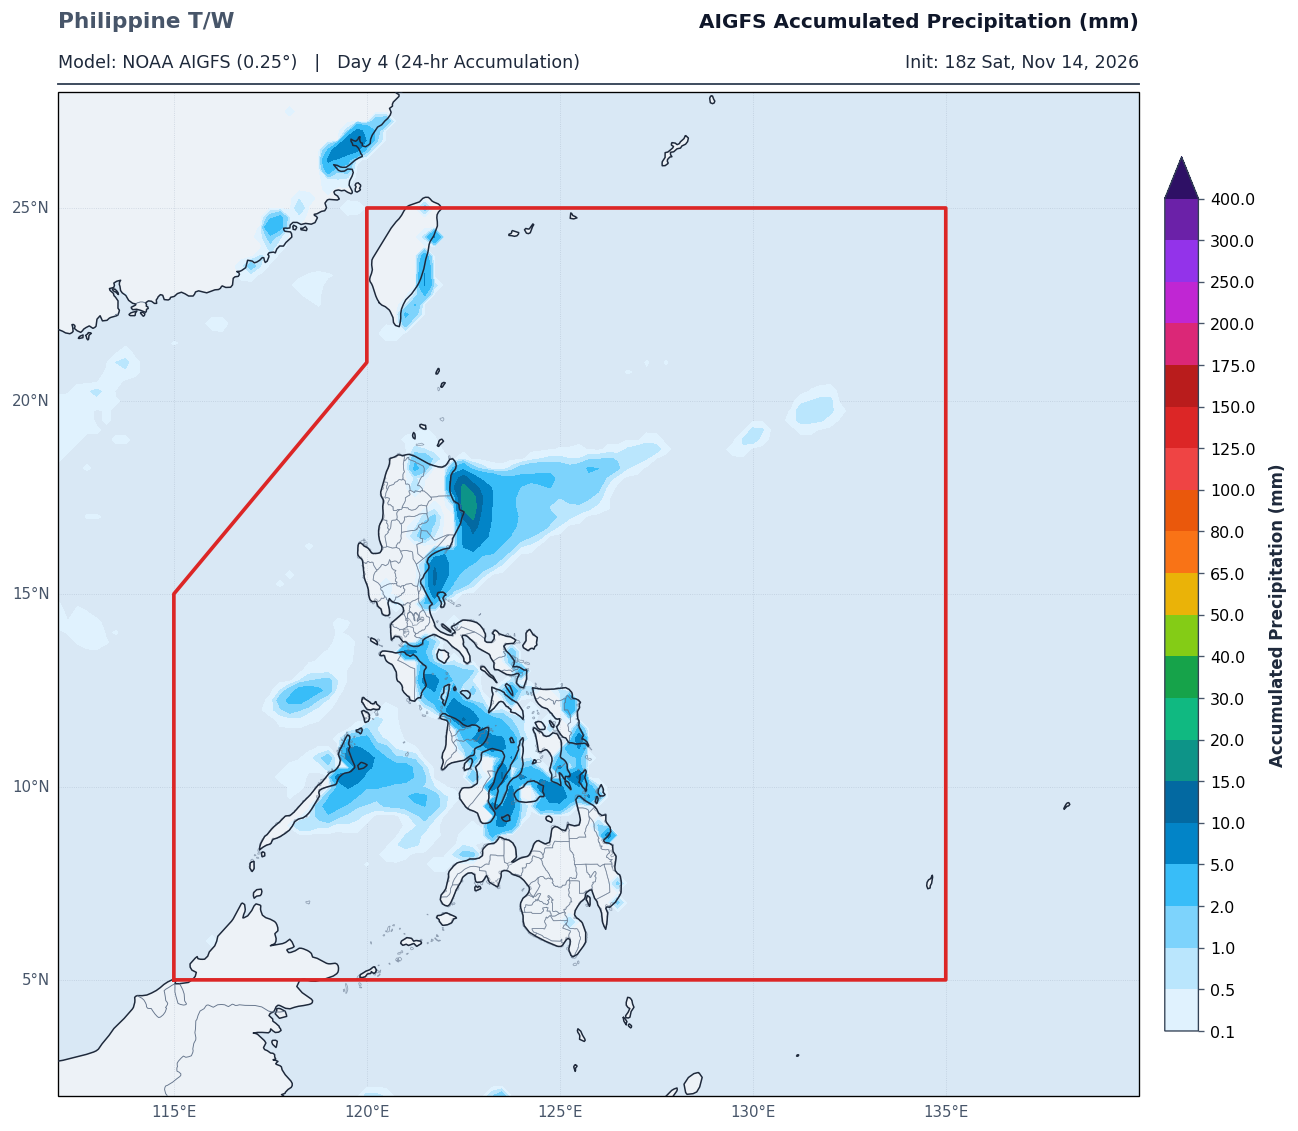 Philippine T/W
AIGFS Accumulated Precipitation (mm)
Model: NOAA AIGFS (0.25°)   |   Day 4 (24-hr Accumulation)
Init: 18z Sat, Nov 14, 2026
25°N
20°N
15°N
10°N
5°N
115°E
120°E
125°E
130°E
135°E
400.0
300.0
250.0
200.0
175.0
150.0
125.0
100.0
80.0
65.0
50.0
40.0
30.0
20.0
15.0
10.0
5.0
2.0
1.0
0.5
0.1
Accumulated Precipitation (mm)